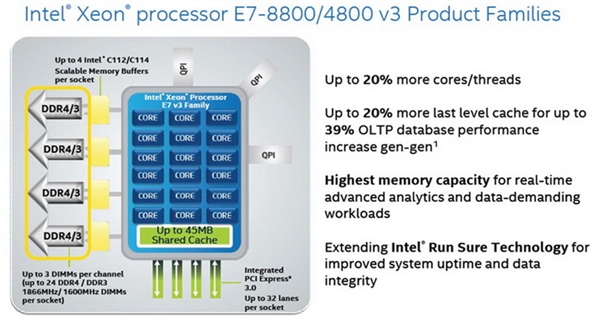 Intel® Xeon® processor E7-8800/4800 v3 Product Families
Up to 4 Intel® C112/C114
Scalable Memory Buffers
per socket
QPI
QPI
QPI
DDR4/3
DDR4/3
DDR4/3
DDR4/3
Intel® Xeon® Processor
E7 v3 Family
CORE CORE CORE
CORE CORE CORE
CORE CORE CORE
CORE CORE CORE
CORE CORE CORE
CORE CORE CORE
Up to 45MB
Shared Cache
Up to 3 DIMMs per channel
(up to 24 DDR4 / DDR3
1866MHz/ 1600MHz DIMMs
per socket)
Integrated
PCI Express*
3.0
Up to 32 lanes
per socket
Up to 20% more cores/threads
Up to 20% more last level cache for up to
39% OLTP database performance
increase gen-gen¹
Highest memory capacity for real-time
advanced analytics and data-demanding
workloads
Extending Intel® Run Sure Technology for
improved system uptime and data
integrity